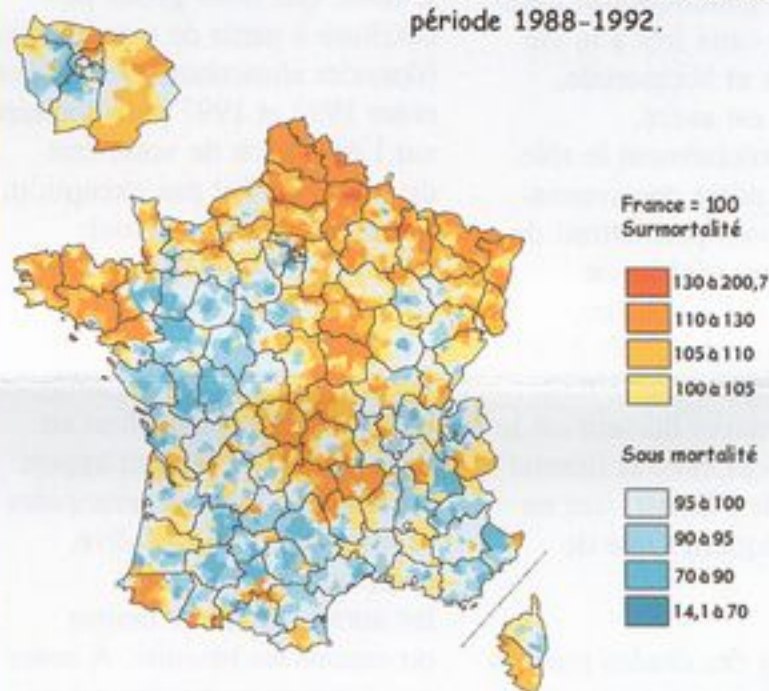 période 1988-1992.
France = 100
Surmortalité
130 à 200,7
110 à 130
105 à 110
100 à 105
Sous mortalité
95 à 100
90 à 95
70 à 90
14,1 à 70